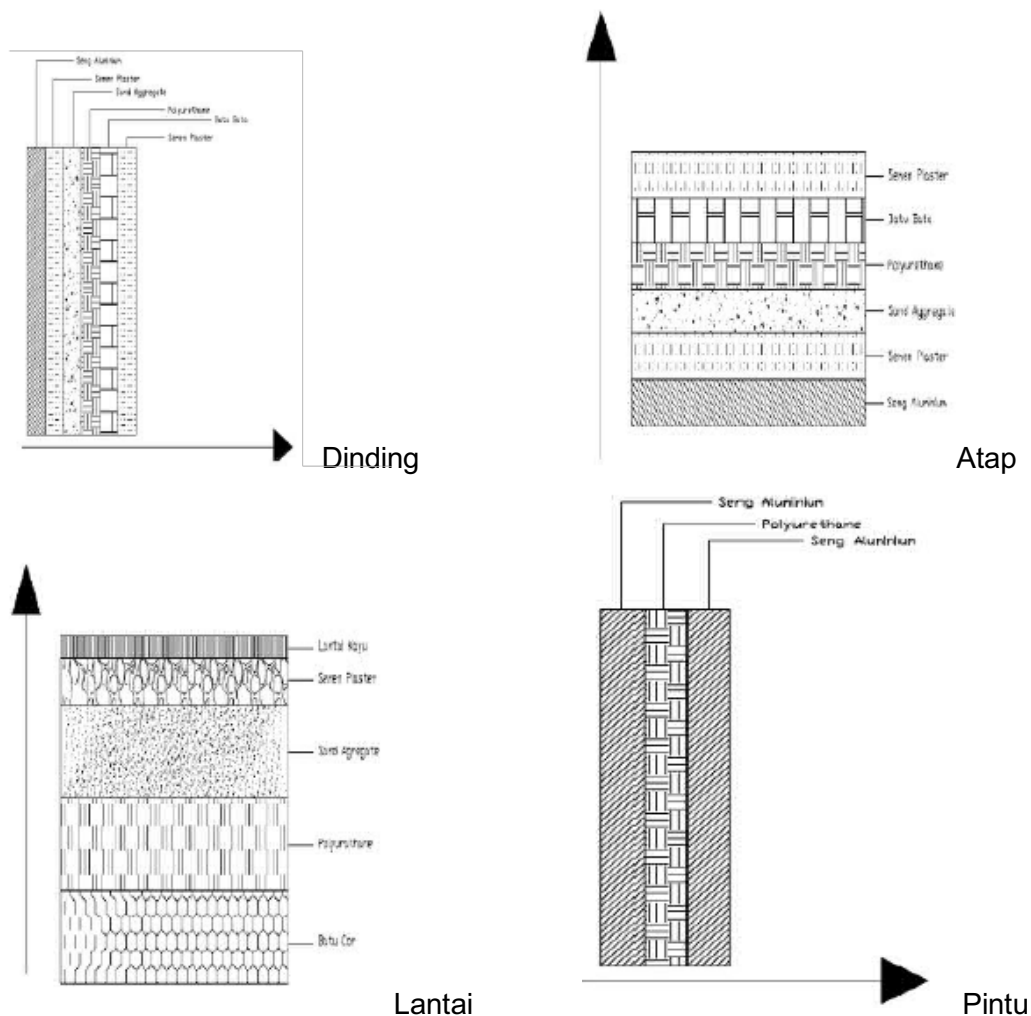 Seng Aluminium
Semen Plaster
Sand Aggregate
Polyurethane
Batu Bata
Semen Plaster
Dinding
Semen Plaster
Batu Bata
Polyurethane
Sand Aggregate
Semen Plaster
Seng Aluminium
Atap
Lantai Kayu
Semen Plaster
Sand Agregate
Polyurathane
Batu Cor
Lantai
Seng Aluminium
Polyurethane
Seng Aluminium
Pintu